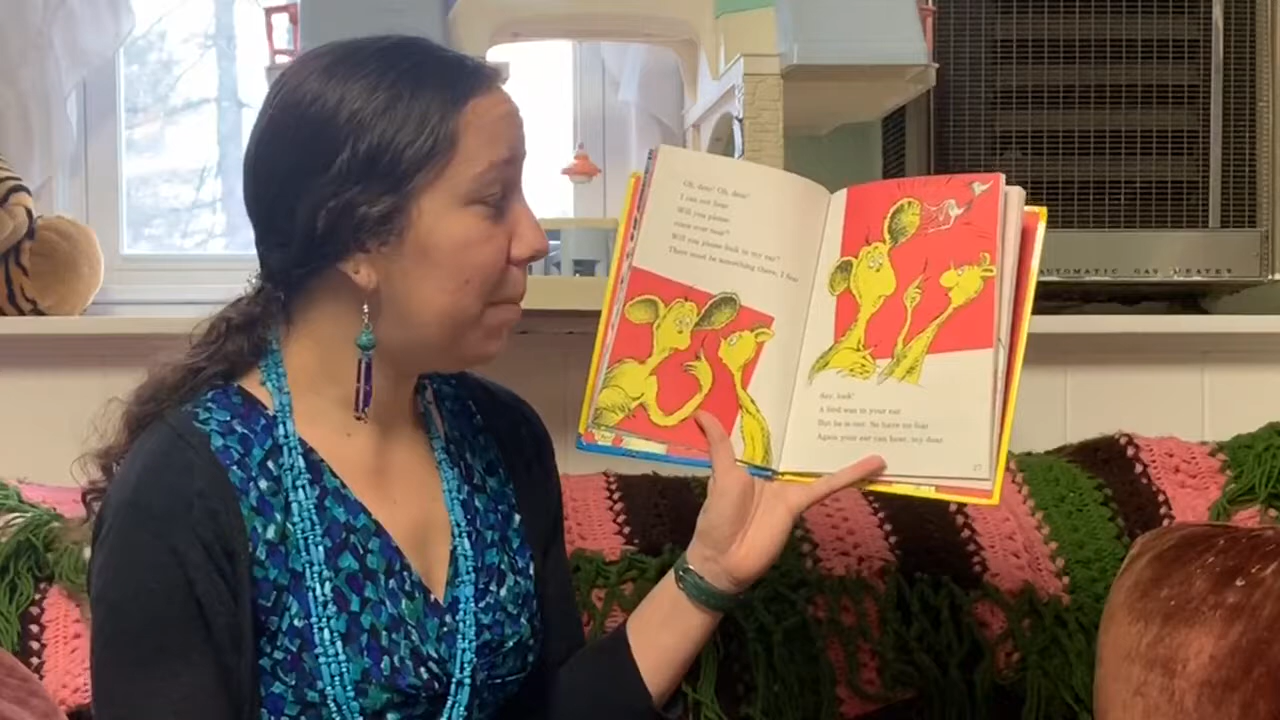 Oh, dear! Oh, dear!
I can not hear.
Will you please
come over near?
Will you please look in my ear?
There must be something there, I fear.
Say, look!
A bird was in your ear.
But he is out. So have no fear.
Again your ear can hear, my dear.
27
AUTOMATIC GAS HEATER